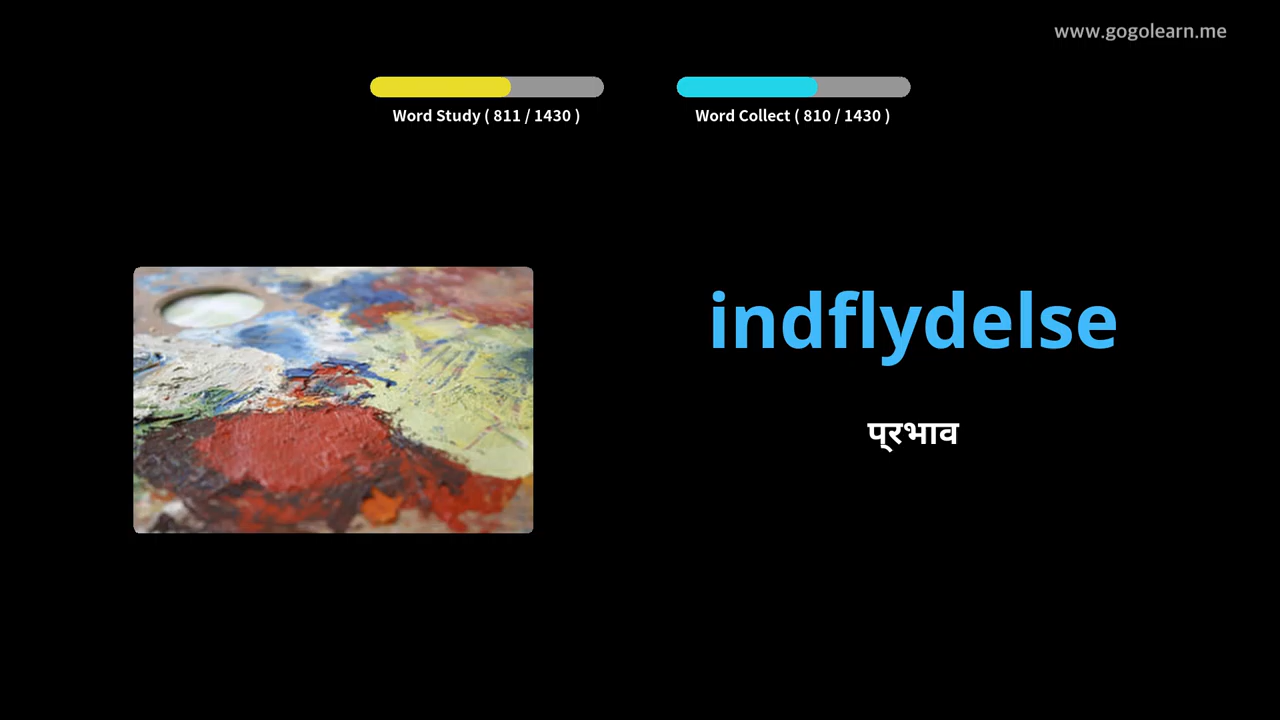 www.gogolearn.me
Word Study ( 811 / 1430 )
Word Collect ( 810 / 1430 )
indflydelse
प्रभाव